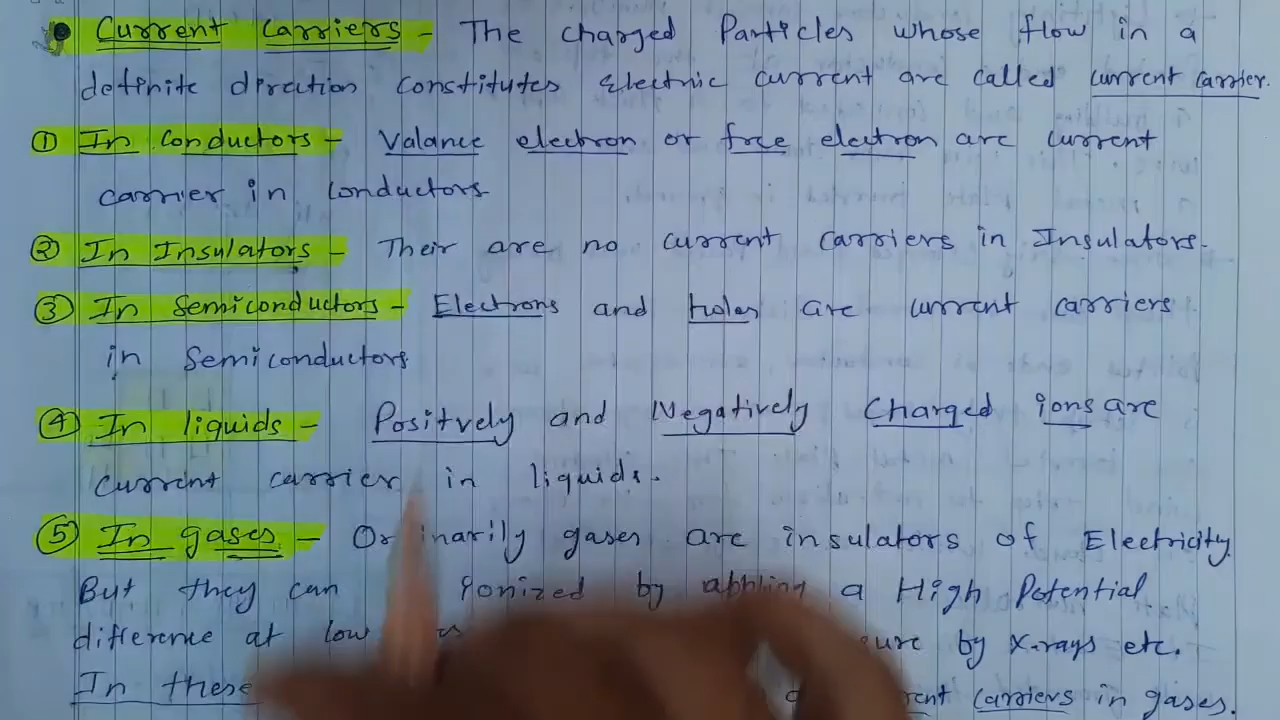 Current Carriers - The Charged Particles whose flow in a
definite diraction constitutes Electric current are called current carrier.
① In Conductors - Valance electron or free electron are current
carrier in conductors
② In Insulators - Their are no current carriers in Insulators-
③ In Semiconductors - Electrons and holes are current carriers
in Semiconductors
④ In liquids - Positvely and Negatively Charged ions are
current carrier in liquids.
⑤ In gases - inarily gases are insulators of Electricity
But they can ionized by appling a High Potential
difference at low by X-rays etc.
In these carriers in gases.